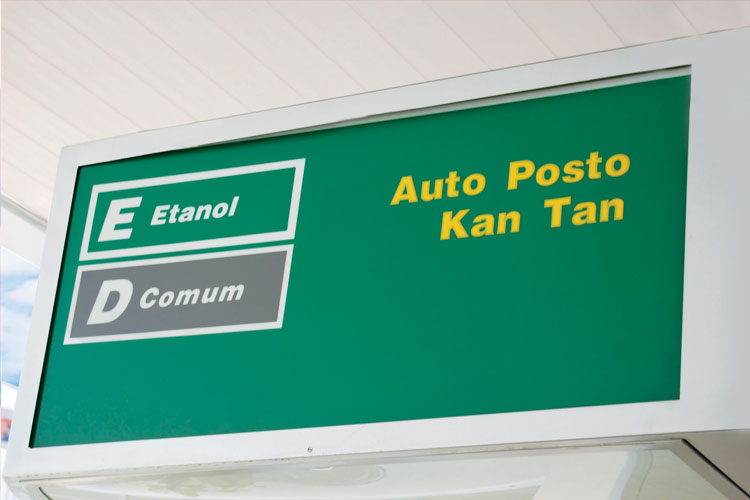 E Etanol
D Comum
Auto Posto
Kan Tan